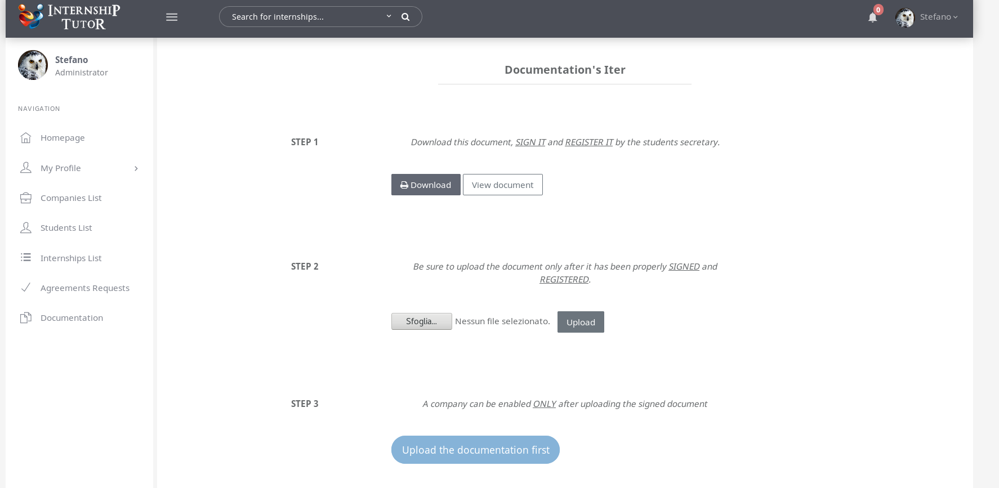 INTERNSHIP
TUTOR
Search for internships...
0
Stefano
Stefano
Administrator
NAVIGATION
Homepage
My Profile
Companies List
Students List
Internships List
Agreements Requests
Documentation
Documentation's Iter
STEP 1
Download this document, SIGN IT and REGISTER IT by the students secretary.
Download
View document
STEP 2
Be sure to upload the document only after it has been properly SIGNED and
REGISTERED.
Sfoglia...
Nessun file selezionato.
Upload
STEP 3
A company can be enabled ONLY after uploading the signed document
Upload the documentation first